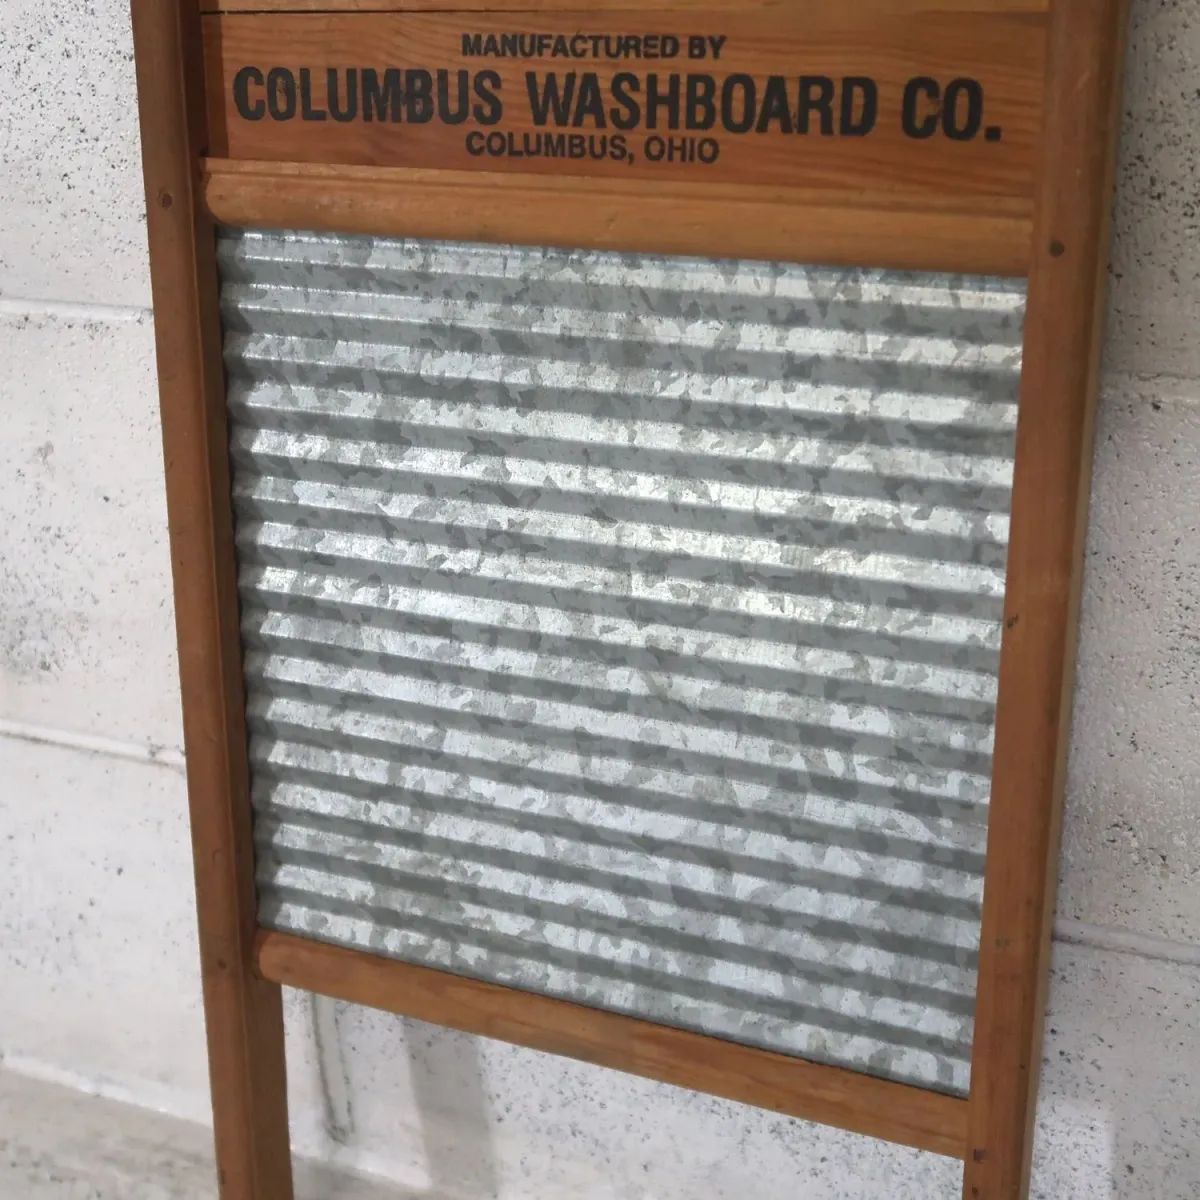 MANUFACTURED BY
COLUMBUS WASHBOARD CO.
COLUMBUS, OHIO